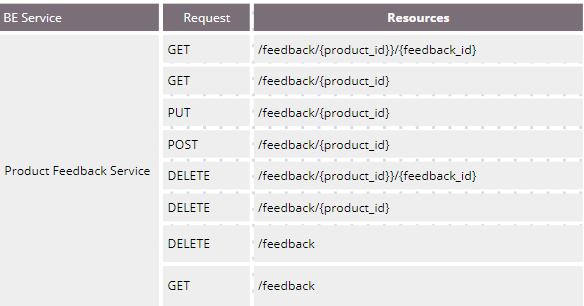 BE Service Request Resources
GET /feedback/{product_id}}/{feedback_id}
GET /feedback/{product_id}
PUT /feedback/{product_id}
POST /feedback/{product_id}
Product Feedback Service
DELETE /feedback/{product_id}}/{feedback_id}
DELETE /feedback/{product_id}
DELETE /feedback
GET /feedback